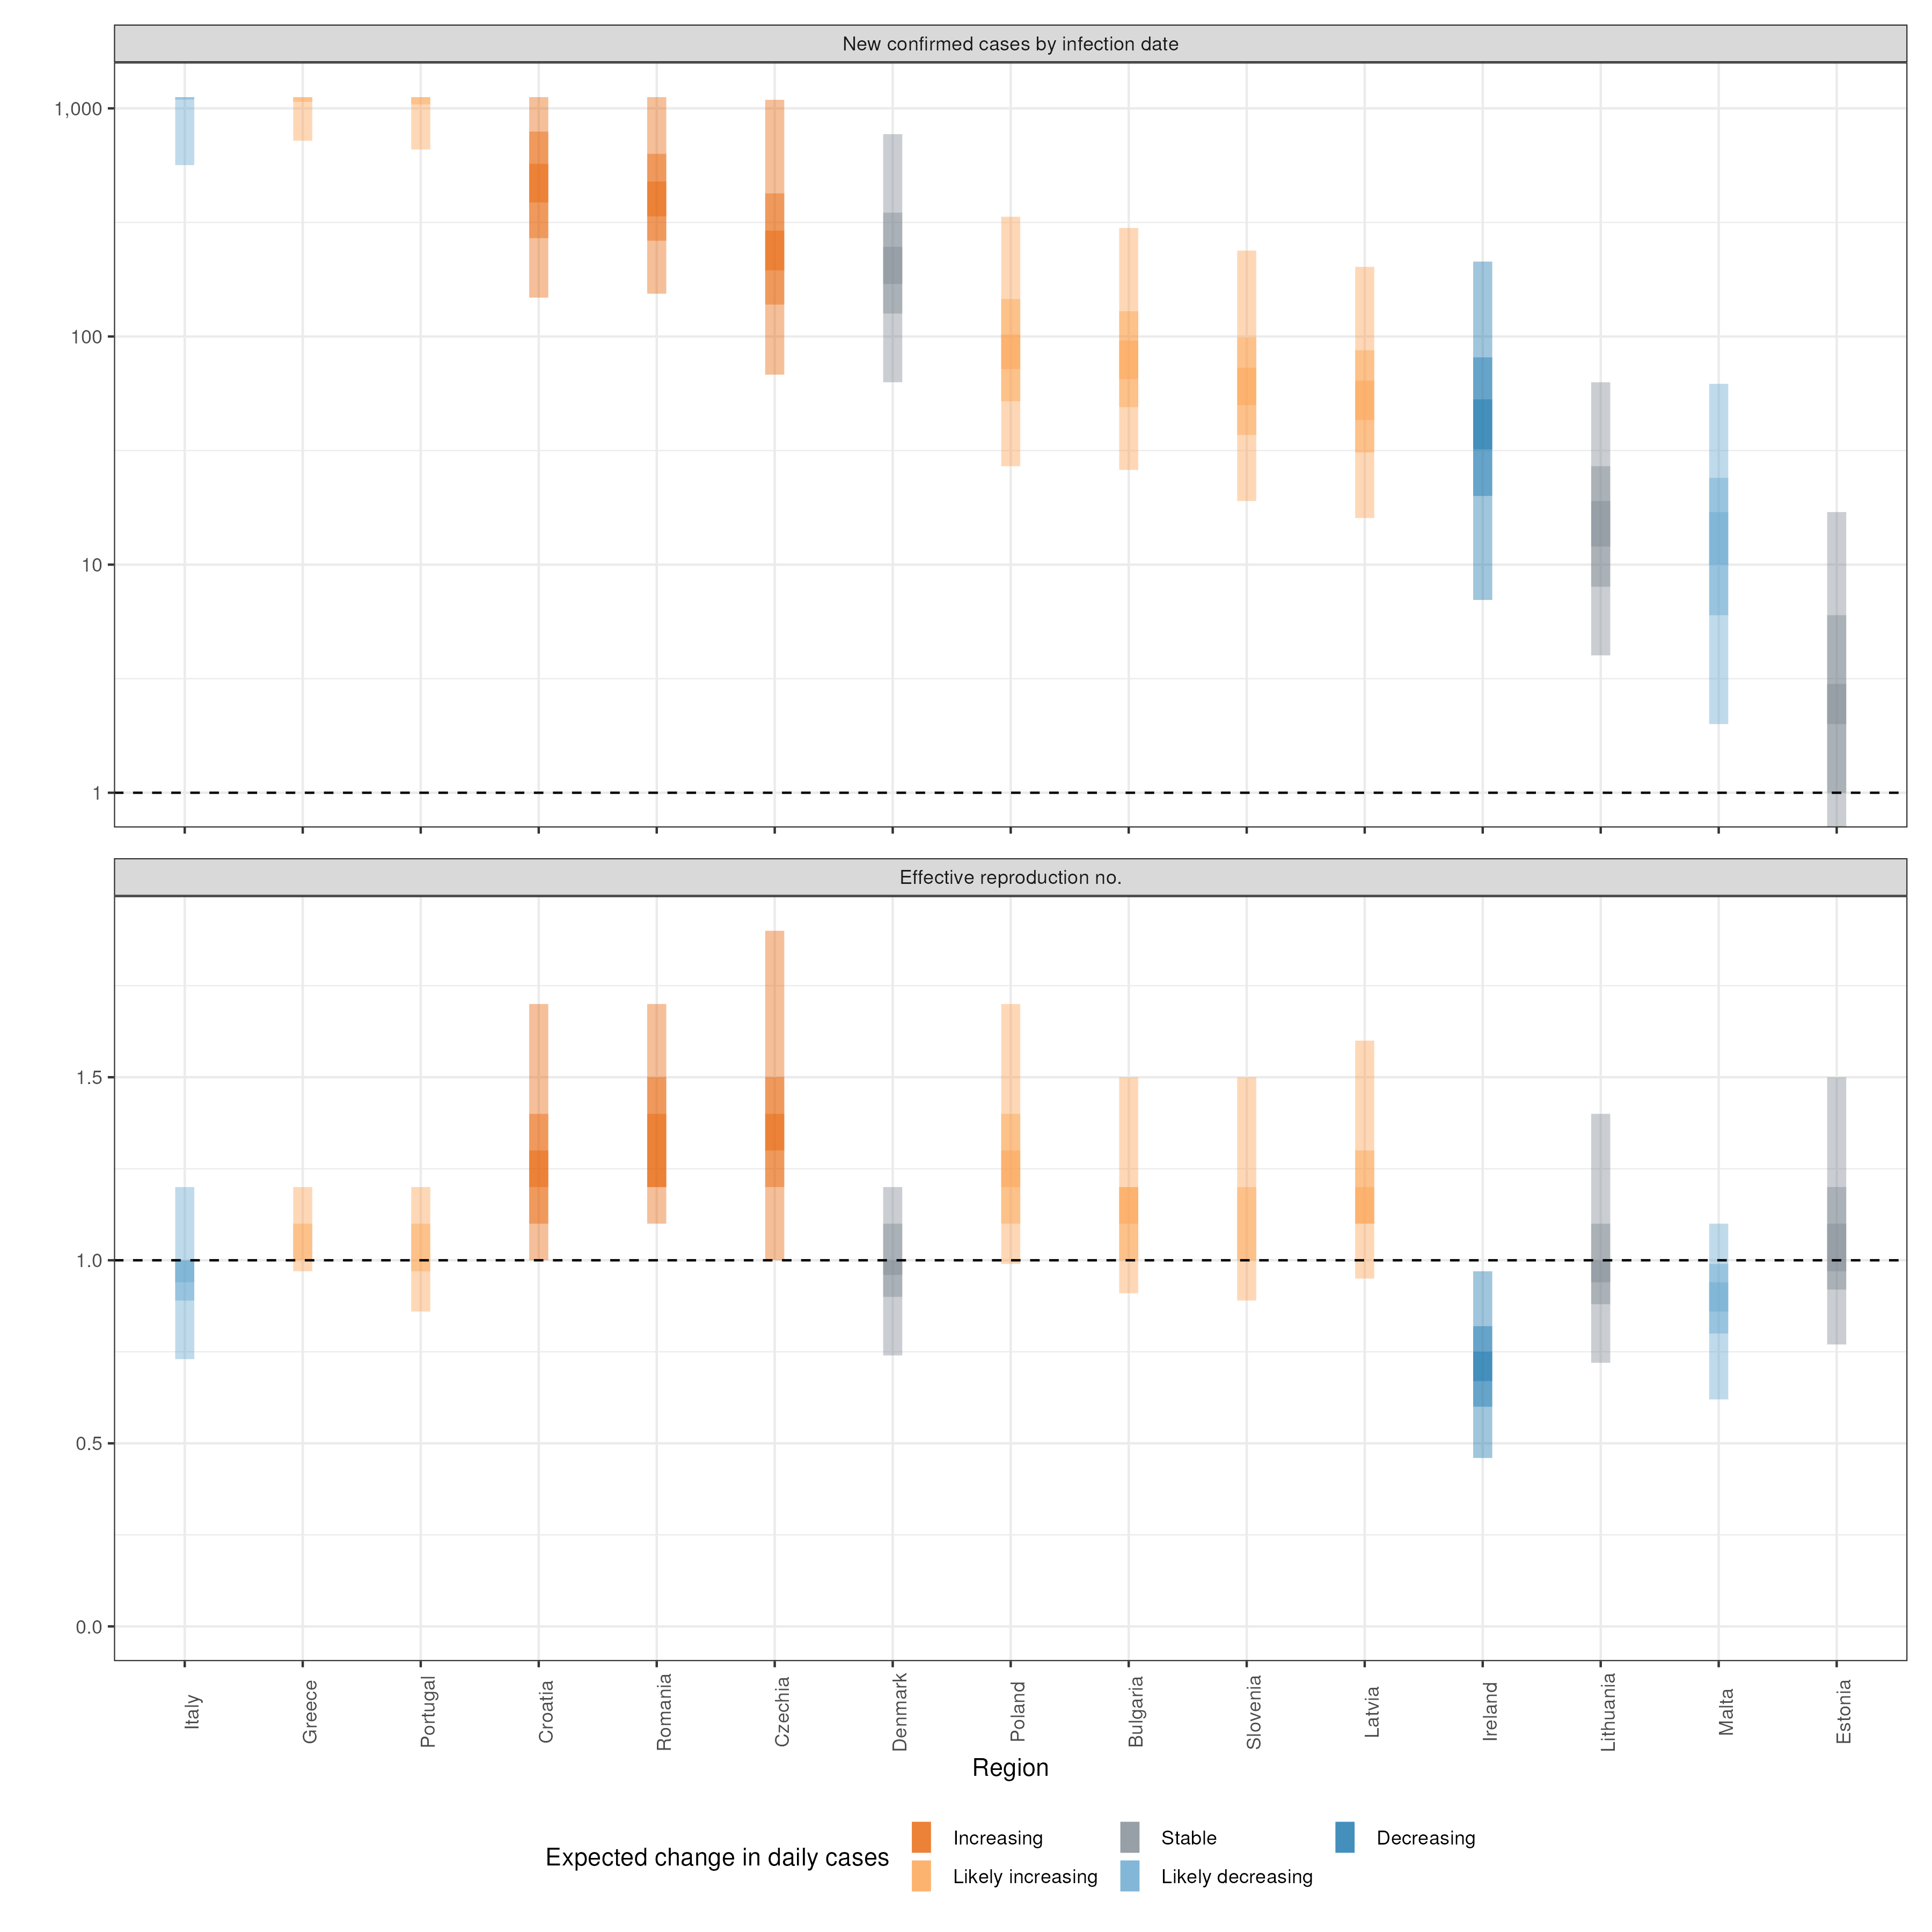 New confirmed cases by infection date
1,000
100
10
1
Effective reproduction no.
1.5
1.0
0.5
0.0
Italy
Greece
Portugal
Croatia
Romania
Czechia
Denmark
Poland
Bulgaria
Slovenia
Latvia
Ireland
Lithuania
Malta
Estonia
Region
Expected change in daily cases
Increasing
Stable
Decreasing
Likely increasing
Likely decreasing